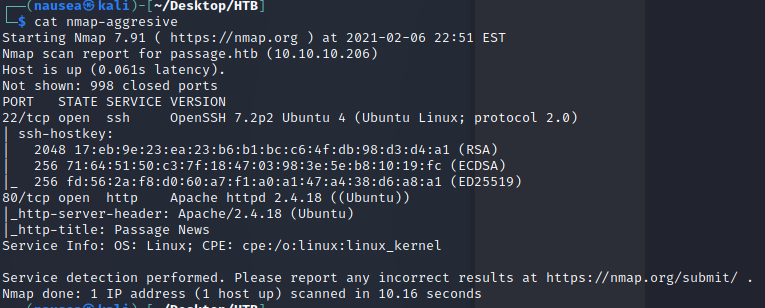 (nausea㉿kali)-[~/Desktop/HTB]
$ cat nmap-aggresive
Starting Nmap 7.91 ( https://nmap.org ) at 2021-02-06 22:51 EST
Nmap scan report for passage.htb (10.10.10.206)
Host is up (0.061s latency).
Not shown: 998 closed ports
PORT   STATE SERVICE VERSION
22/tcp open  ssh     OpenSSH 7.2p2 Ubuntu 4 (Ubuntu Linux; protocol 2.0)
| ssh-hostkey:
|   2048 17:eb:9e:23:ea:23:b6:b1:bc:c6:4f:db:98:d3:d4:a1 (RSA)
|   256 71:64:51:50:c3:7f:18:47:03:98:3e:5e:b8:10:19:fc (ECDSA)
|_  256 fd:56:2a:f8:d0:60:a7:f1:a0:a1:47:a4:38:d6:a8:a1 (ED25519)
80/tcp open  http    Apache httpd 2.4.18 ((Ubuntu))
|_http-server-header: Apache/2.4.18 (Ubuntu)
|_http-title: Passage News
Service Info: OS: Linux; CPE: cpe:/o:linux:linux_kernel

Service detection performed. Please report any incorrect results at https://nmap.org/submit/ .
Nmap done: 1 IP address (1 host up) scanned in 10.16 seconds
(nausea㉿kali)-[~/Desktop/HTB]